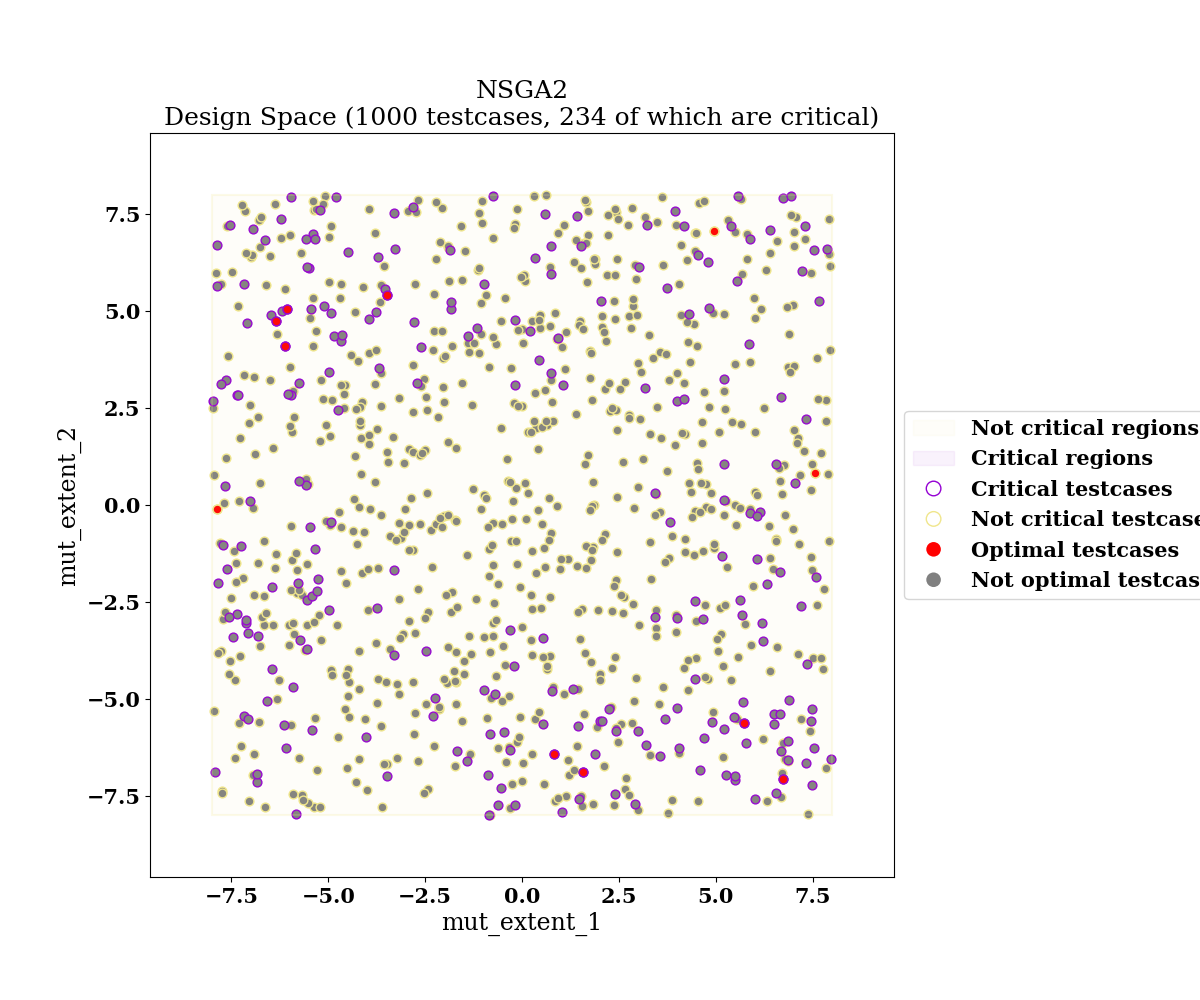 NSGA2
Design Space (1000 testcases, 234 of which are critical)
7.5
5.0
2.5
0.0
−2.5
−5.0
−7.5
mut_extent_2
−7.5
−5.0
−2.5
0.0
2.5
5.0
7.5
mut_extent_1
Not critical regions
Critical regions
Critical testcases
Not critical testcase
Optimal testcases
Not optimal testcas